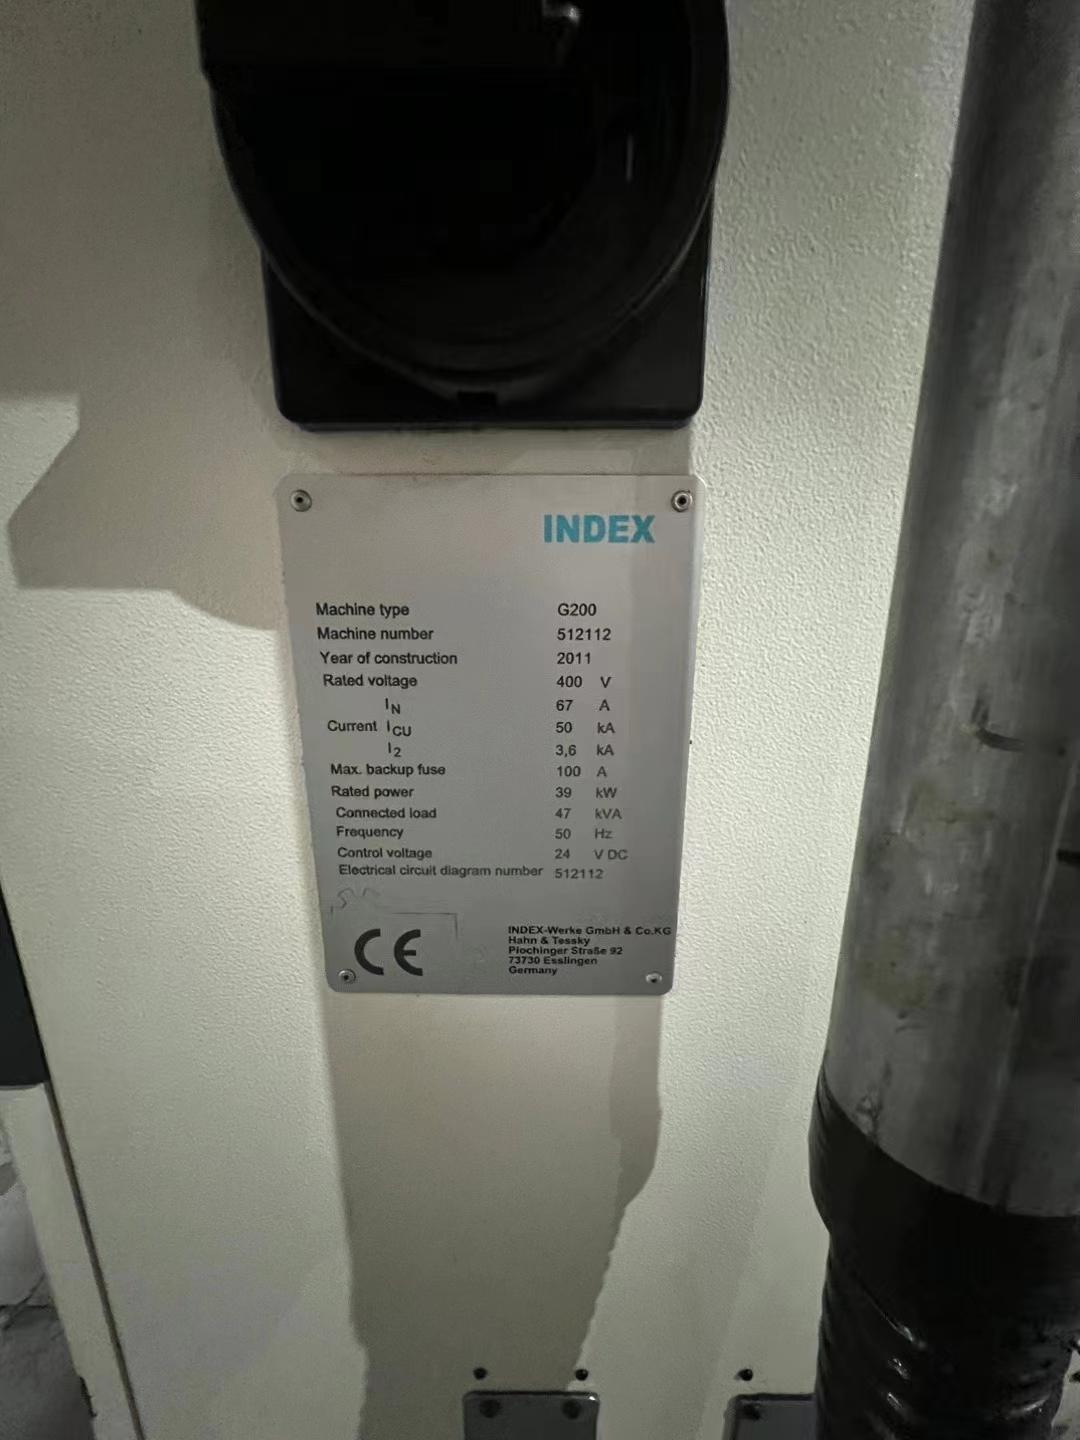 INDEX
Machine type G200
Machine number 512112
Year of construction 2011
Rated voltage 400 V
IN 67 A
Current ICU 50 kA
I2 3,6 kA
Max. backup fuse 100 A
Rated power 39 kW
Connected load 47 kVA
Frequency 50 Hz
Control voltage 24 V DC
Electrical circuit diagram number 512112
CE
INDEX-Werke GmbH & Co.KG
Hahn & Tessky
Plochinger Straße 92
73730 Esslingen
Germany